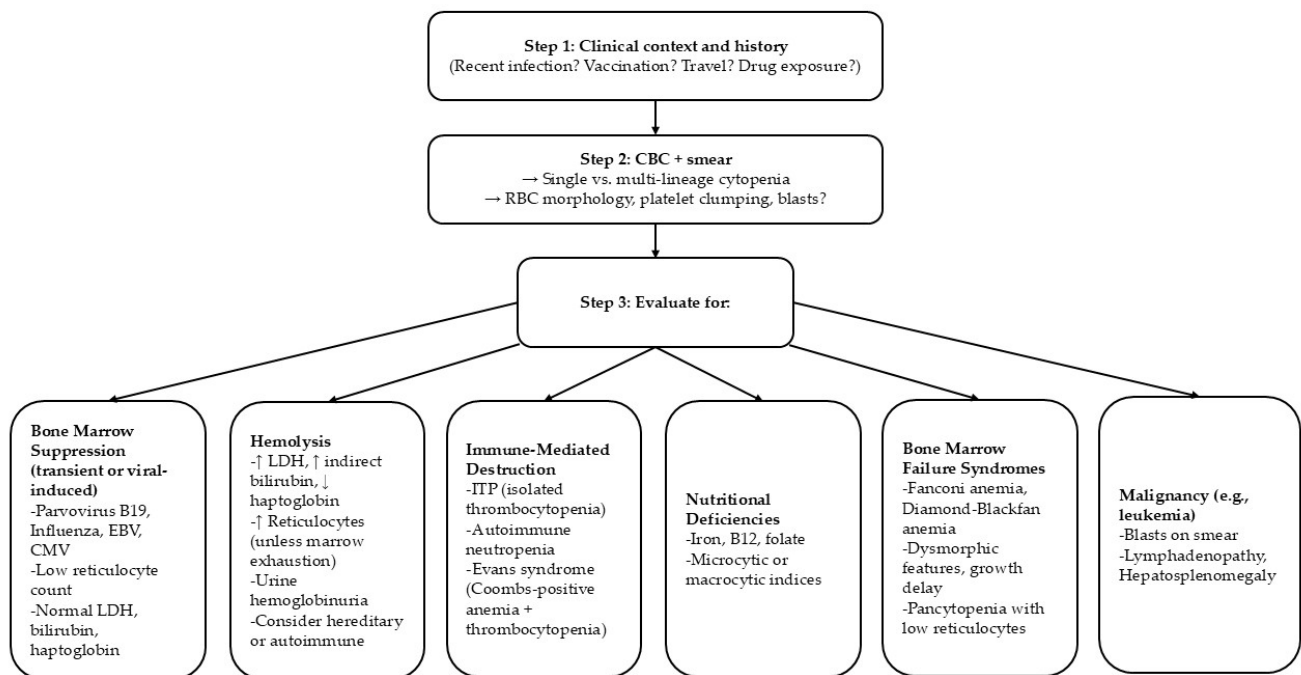 Step 1: Clinical context and history
(Recent infection? Vaccination? Travel? Drug exposure?)
Step 2: CBC + smear
→ Single vs. multi-lineage cytopenia
→ RBC morphology, platelet clumping, blasts?
Step 3: Evaluate for:
Bone Marrow
Suppression
(transient or viral-
induced)
-Parvovirus B19,
Influenza, EBV,
CMV
-Low reticulocyte
count
-Normal LDH,
bilirubin,
haptoglobin
Hemolysis
-↑ LDH, ↑ indirect
bilirubin, ↓
haptoglobin
-↑ Reticulocytes
(unless marrow
exhaustion)
-Urine
hemoglobinuria
-Consider hereditary
or autoimmune
Immune-Mediated
Destruction
-ITP (isolated
thrombocytopenia)
-Autoimmune
neutropenia
-Evans syndrome
(Coombs-positive
anemia +
thrombocytopenia)
Nutritional
Deficiencies
-Iron, B12, folate
-Microcytic or
macrocytic indices
Bone Marrow
Failure Syndromes
-Fanconi anemia,
Diamond-Blackfan
anemia
-Dysmorphic
features, growth
delay
-Pancytopenia with
low reticulocytes
Malignancy (e.g.,
leukemia)
-Blasts on smear
-Lymphadenopathy,
Hepatosplenomegaly